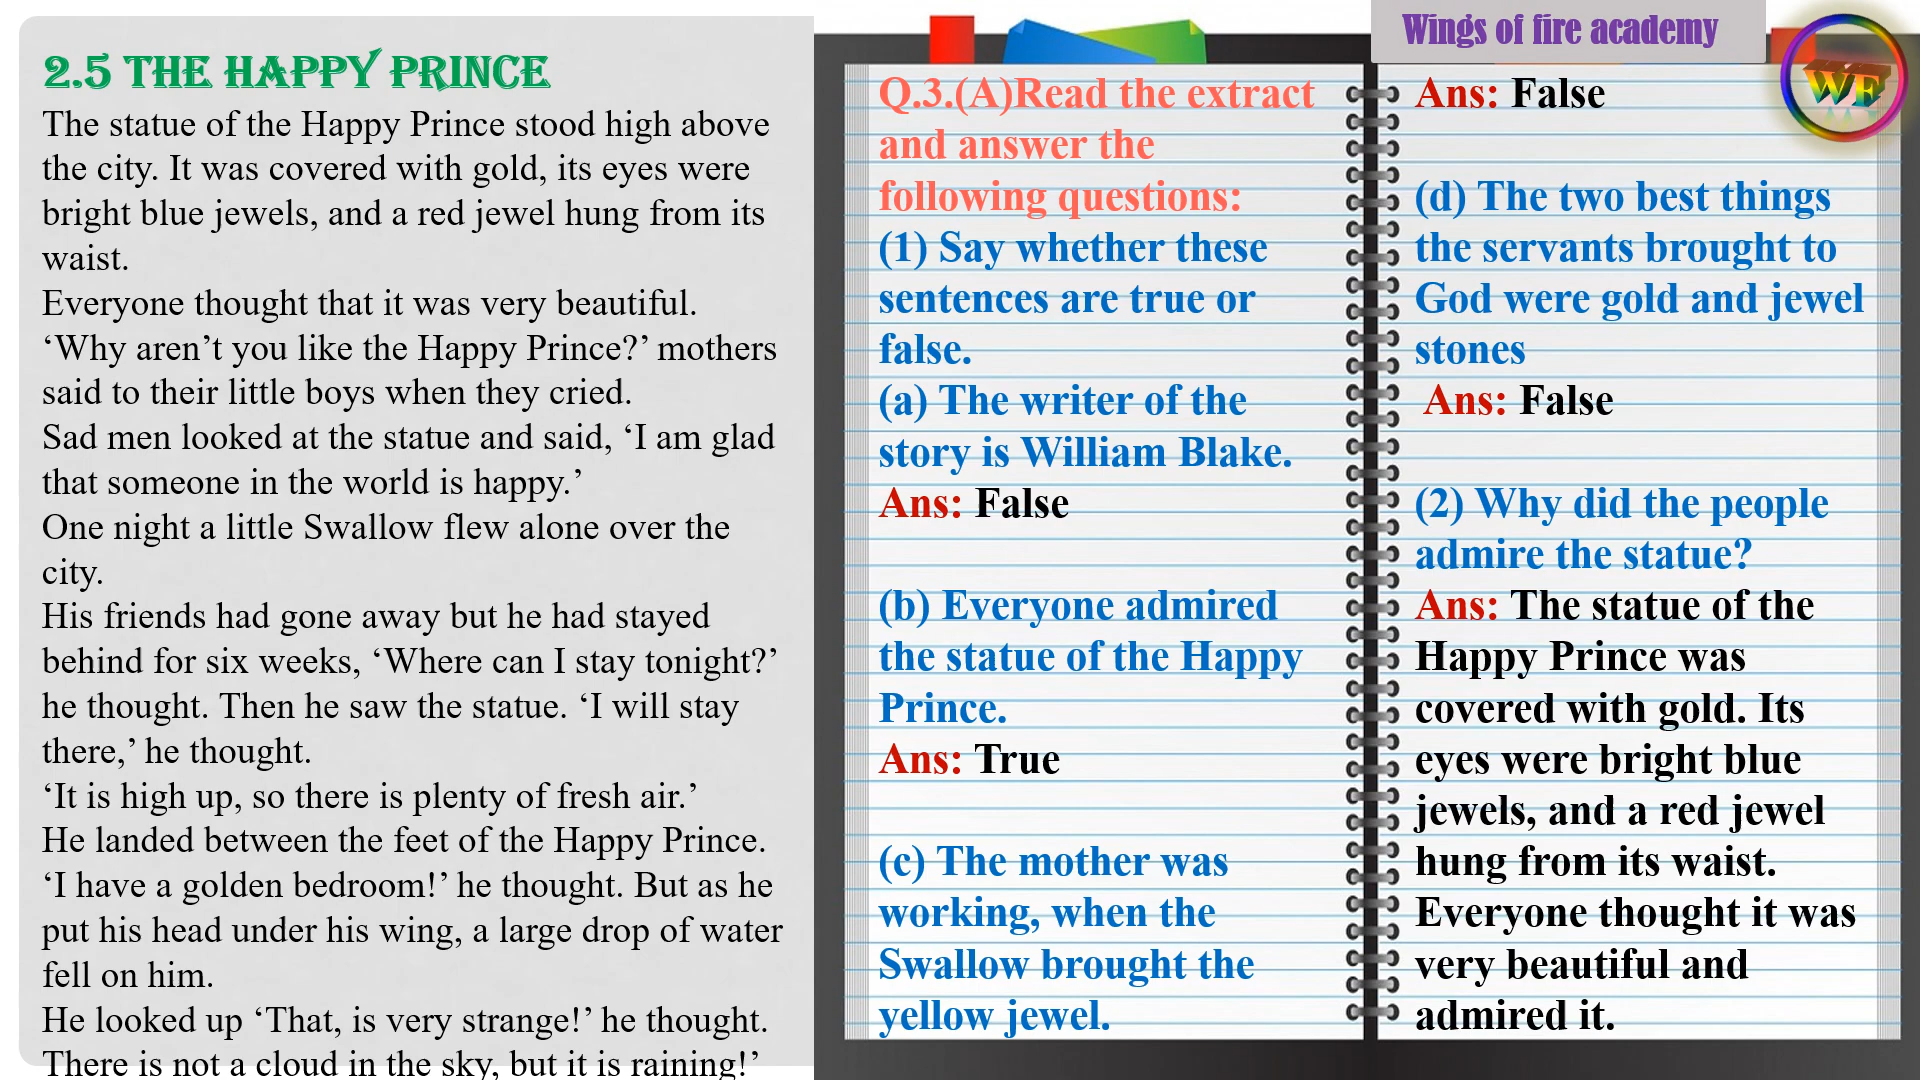 2.5 THE HAPPY PRINCE
The statue of the Happy Prince stood high above
the city. It was covered with gold, its eyes were
bright blue jewels, and a red jewel hung from its
waist.
Everyone thought that it was very beautiful.
‘Why aren’t you like the Happy Prince?’ mothers
said to their little boys when they cried.
Sad men looked at the statue and said, ‘I am glad
that someone in the world is happy.’
One night a little Swallow flew alone over the
city.
His friends had gone away but he had stayed
behind for six weeks, ‘Where can I stay tonight?’
he thought. Then he saw the statue. ‘I will stay
there,’ he thought.
‘It is high up, so there is plenty of fresh air.’
He landed between the feet of the Happy Prince.
‘I have a golden bedroom!’ he thought. But as he
put his head under his wing, a large drop of water
fell on him.
He looked up ‘That, is very strange!’ he thought.
There is not a cloud in the sky, but it is raining!’
Wings of fire academy
WE
Q.3.(A)Read the extract
and answer the
following questions:
(1) Say whether these
sentences are true or
false.
(a) The writer of the
story is William Blake.
Ans: False
(b) Everyone admired
the statue of the Happy
Prince.
Ans: True
(c) The mother was
working, when the
Swallow brought the
yellow jewel.
Ans: False
(d) The two best things
the servants brought to
God were gold and jewel
stones
Ans: False
(2) Why did the people
admire the statue?
Ans: The statue of the
Happy Prince was
covered with gold. Its
eyes were bright blue
jewels, and a red jewel
hung from its waist.
Everyone thought it was
very beautiful and
admired it.